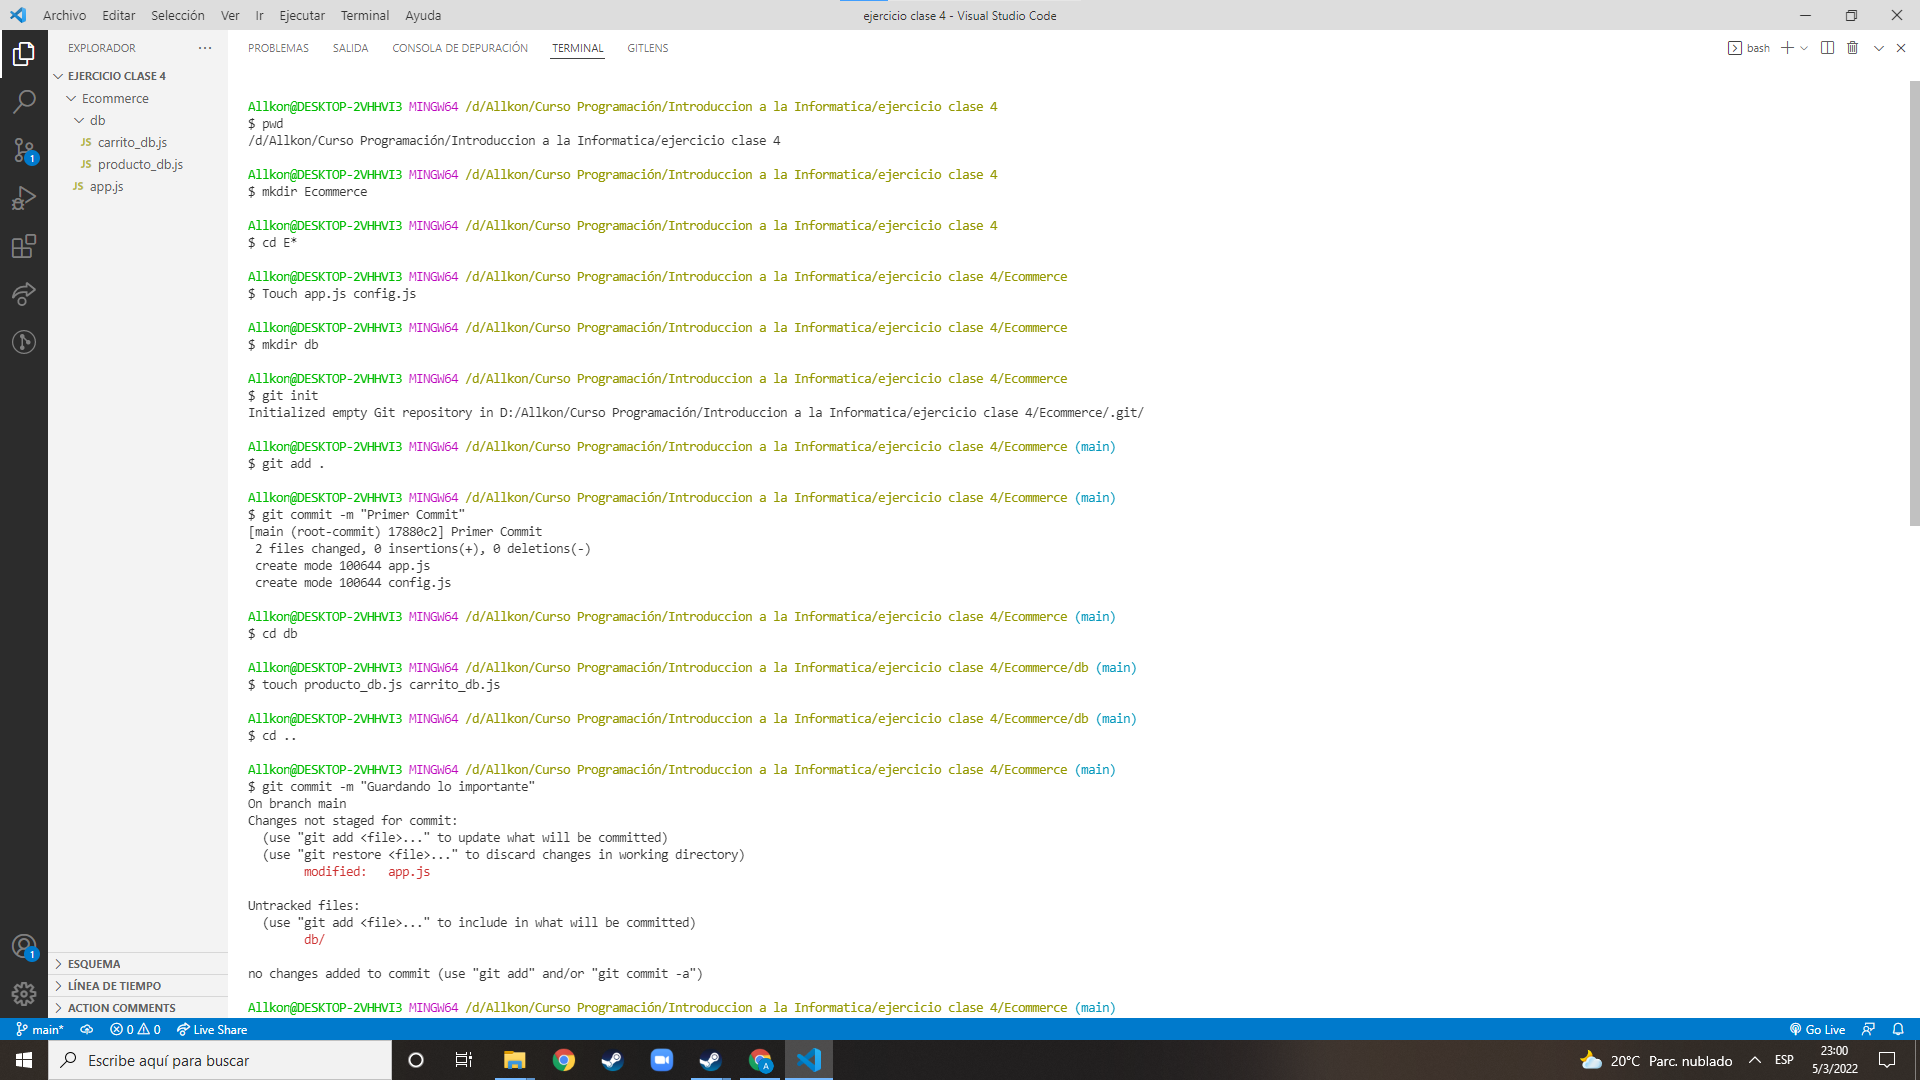 Archivo Editar Selección Ver Ir Ejecutar Terminal Ayuda
ejercicio clase 4 - Visual Studio Code
EXPLORADOR
EJERCICIO CLASE 4
Ecommerce
db
JS carrito_db.js
JS producto_db.js
JS app.js
ESQUEMA
LÍNEA DE TIEMPO
ACTION COMMENTS
1
1
PROBLEMAS SALIDA CONSOLA DE DEPURACIÓN TERMINAL GITLENS
bash
Allkon@DESKTOP-2VHHVI3 MINGW64 /d/Allkon/Curso Programación/Introduccion a la Informatica/ejercicio clase 4
$ pwd
/d/Allkon/Curso Programación/Introduccion a la Informatica/ejercicio clase 4
Allkon@DESKTOP-2VHHVI3 MINGW64 /d/Allkon/Curso Programación/Introduccion a la Informatica/ejercicio clase 4
$ mkdir Ecommerce
Allkon@DESKTOP-2VHHVI3 MINGW64 /d/Allkon/Curso Programación/Introduccion a la Informatica/ejercicio clase 4
$ cd E*
Allkon@DESKTOP-2VHHVI3 MINGW64 /d/Allkon/Curso Programación/Introduccion a la Informatica/ejercicio clase 4/Ecommerce
$ Touch app.js config.js
Allkon@DESKTOP-2VHHVI3 MINGW64 /d/Allkon/Curso Programación/Introduccion a la Informatica/ejercicio clase 4/Ecommerce
$ mkdir db
Allkon@DESKTOP-2VHHVI3 MINGW64 /d/Allkon/Curso Programación/Introduccion a la Informatica/ejercicio clase 4/Ecommerce
$ git init
Initialized empty Git repository in D:/Allkon/Curso Programación/Introduccion a la Informatica/ejercicio clase 4/Ecommerce/.git/
Allkon@DESKTOP-2VHHVI3 MINGW64 /d/Allkon/Curso Programación/Introduccion a la Informatica/ejercicio clase 4/Ecommerce (main)
$ git add .
Allkon@DESKTOP-2VHHVI3 MINGW64 /d/Allkon/Curso Programación/Introduccion a la Informatica/ejercicio clase 4/Ecommerce (main)
$ git commit -m "Primer Commit"
[main (root-commit) 17880c2] Primer Commit
2 files changed, 0 insertions(+), 0 deletions(-)
create mode 100644 app.js
create mode 100644 config.js
Allkon@DESKTOP-2VHHVI3 MINGW64 /d/Allkon/Curso Programación/Introduccion a la Informatica/ejercicio clase 4/Ecommerce (main)
$ cd db
Allkon@DESKTOP-2VHHVI3 MINGW64 /d/Allkon/Curso Programación/Introduccion a la Informatica/ejercicio clase 4/Ecommerce/db (main)
$ touch producto_db.js carrito_db.js
Allkon@DESKTOP-2VHHVI3 MINGW64 /d/Allkon/Curso Programación/Introduccion a la Informatica/ejercicio clase 4/Ecommerce/db (main)
$ cd ..
Allkon@DESKTOP-2VHHVI3 MINGW64 /d/Allkon/Curso Programación/Introduccion a la Informatica/ejercicio clase 4/Ecommerce (main)
$ git commit -m "Guardando lo importante"
On branch main
Changes not staged for commit:
(use "git add <file>..." to update what will be committed)
(use "git restore <file>..." to discard changes in working directory)
modified: app.js
Untracked files:
(use "git add <file>..." to include in what will be committed)
db/
no changes added to commit (use "git add" and/or "git commit -a")
Allkon@DESKTOP-2VHHVI3 MINGW64 /d/Allkon/Curso Programación/Introduccion a la Informatica/ejercicio clase 4/Ecommerce (main)
main* 0 0 Live Share Go Live
Escribe aquí para buscar
A
20°C Parc. nublado ESP
23:00
5/3/2022